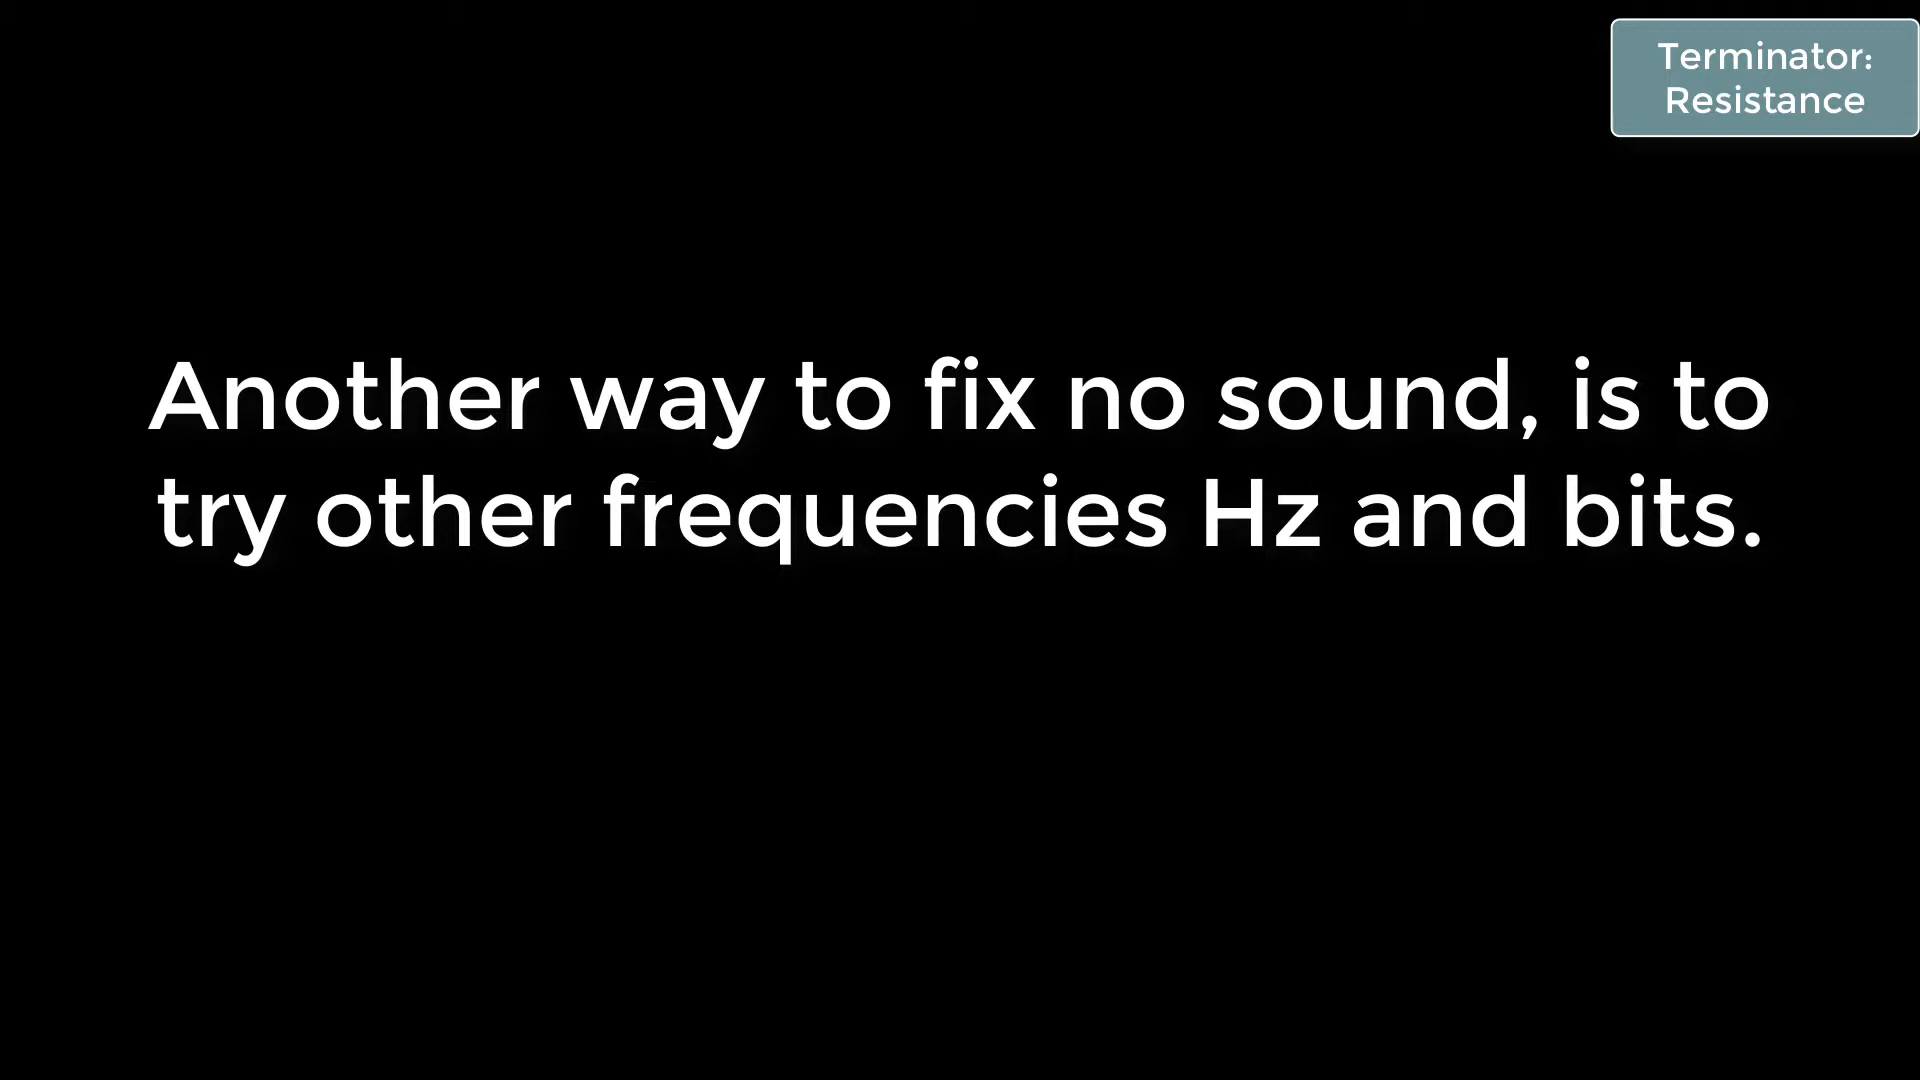 Terminator:
Resistance
Another way to fix no sound, is to
try other frequencies Hz and bits.